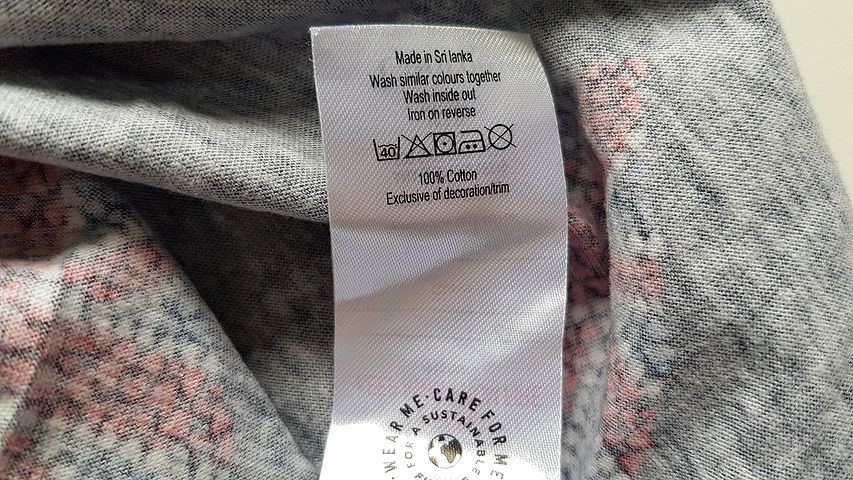 Made in Sri lanka
Wash similar colours together
Wash inside out
Iron on reverse
40
100% Cotton
Exclusive of decoration/trim
WEAR ME · CARE FOR ME
FOR A SUSTAINABLE